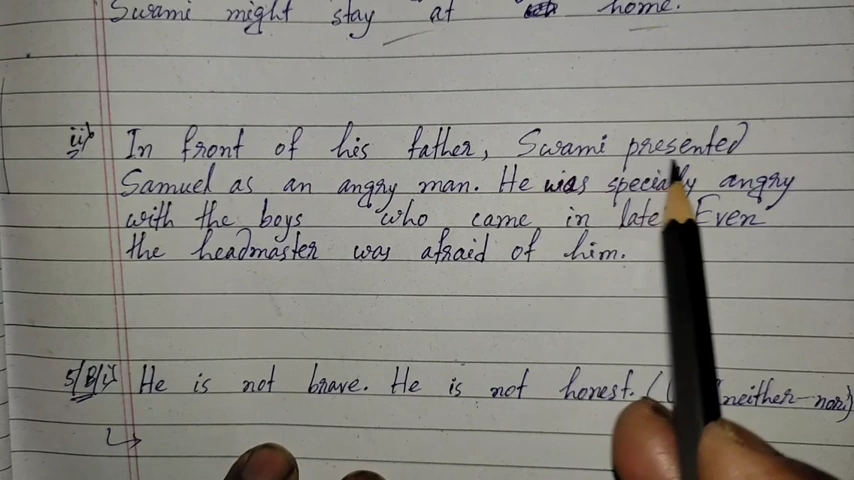 Swami might stay at home.
ii) In front of his father, Swami presented
Samuel as an angry man. He was specially angry
with the boys who came in late. Even
the headmaster was afraid of him.
5/B/i) He is not brave. He is not honest. (neither-nor)